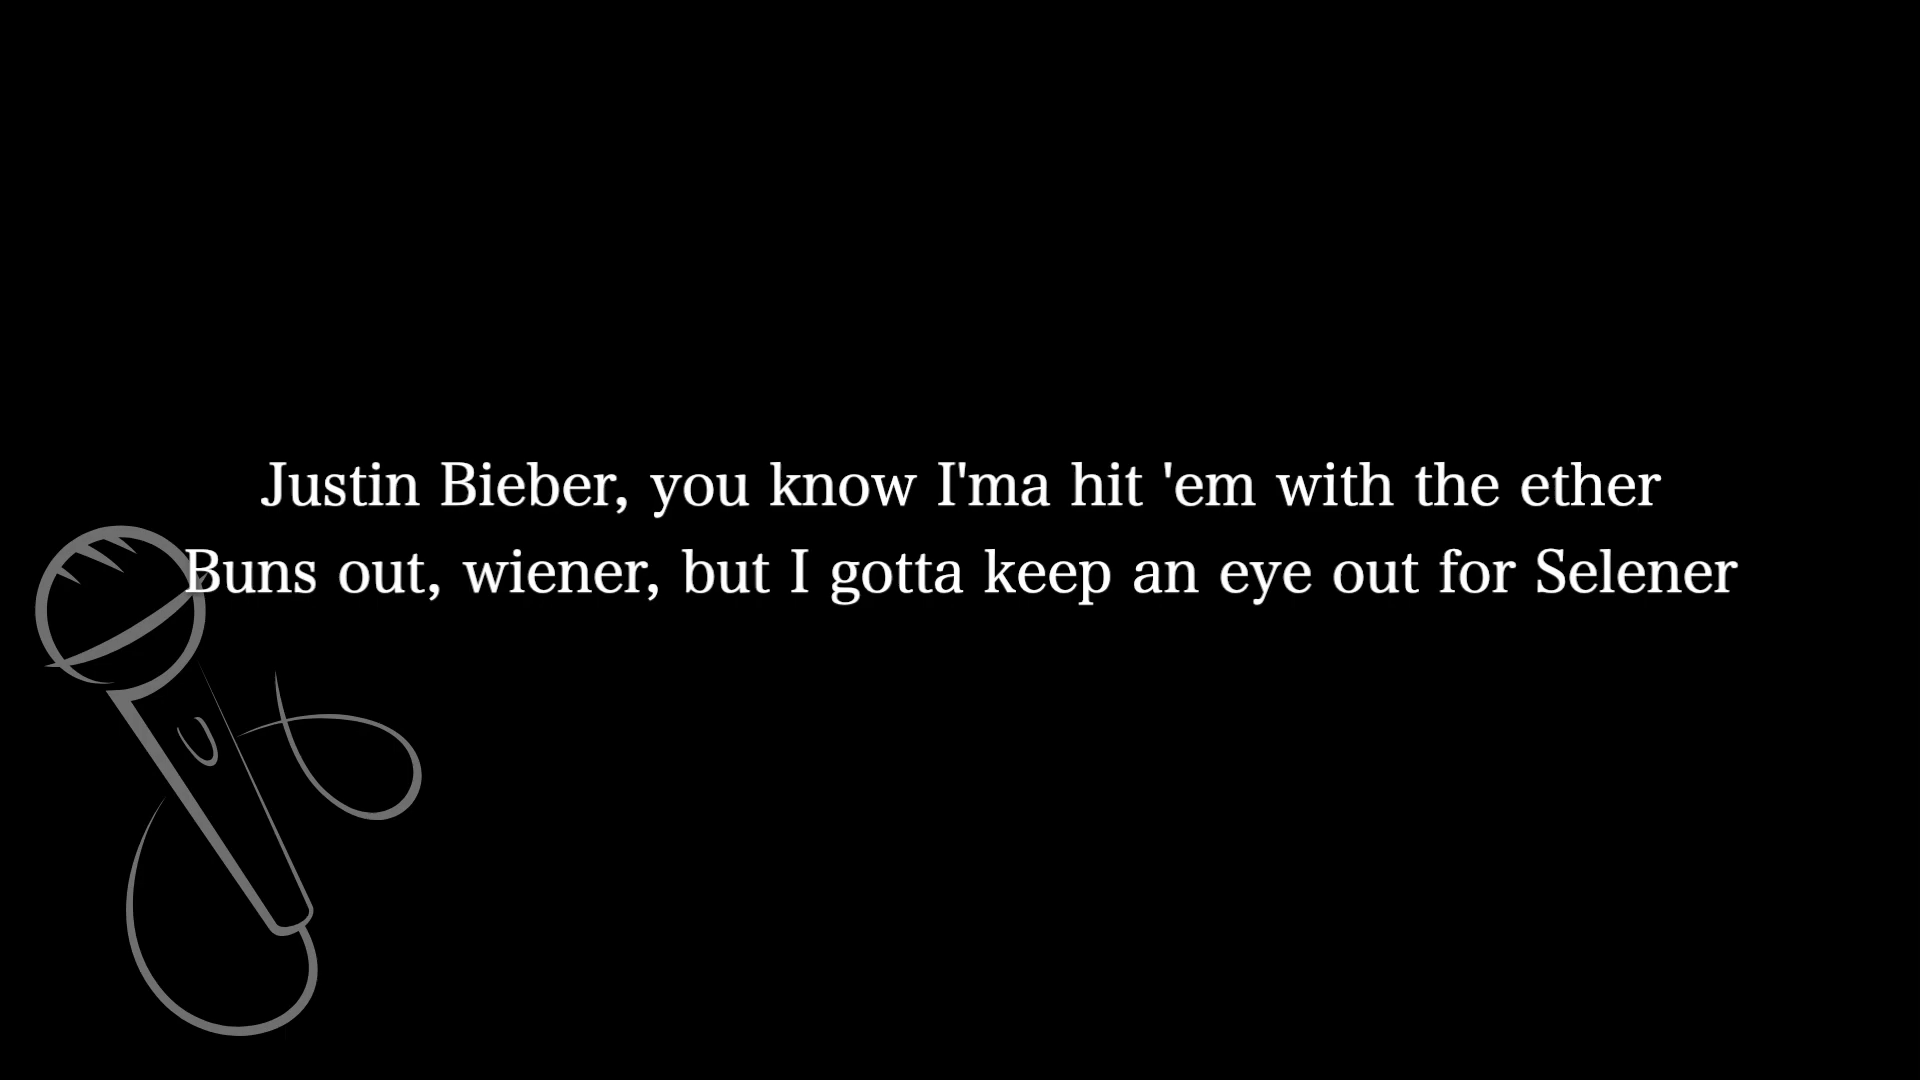 Justin Bieber, you know I'ma hit 'em with the ether
Buns out, wiener, but I gotta keep an eye out for Selener